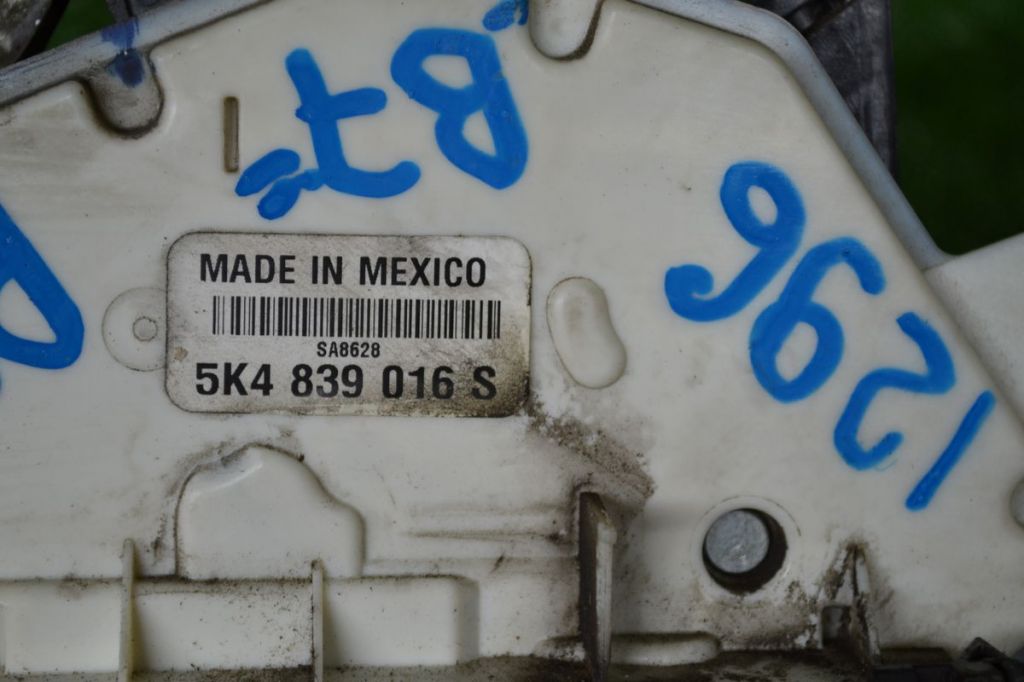 B7
1296
MADE IN MEXICO
SA8628
5K4 839 016 S